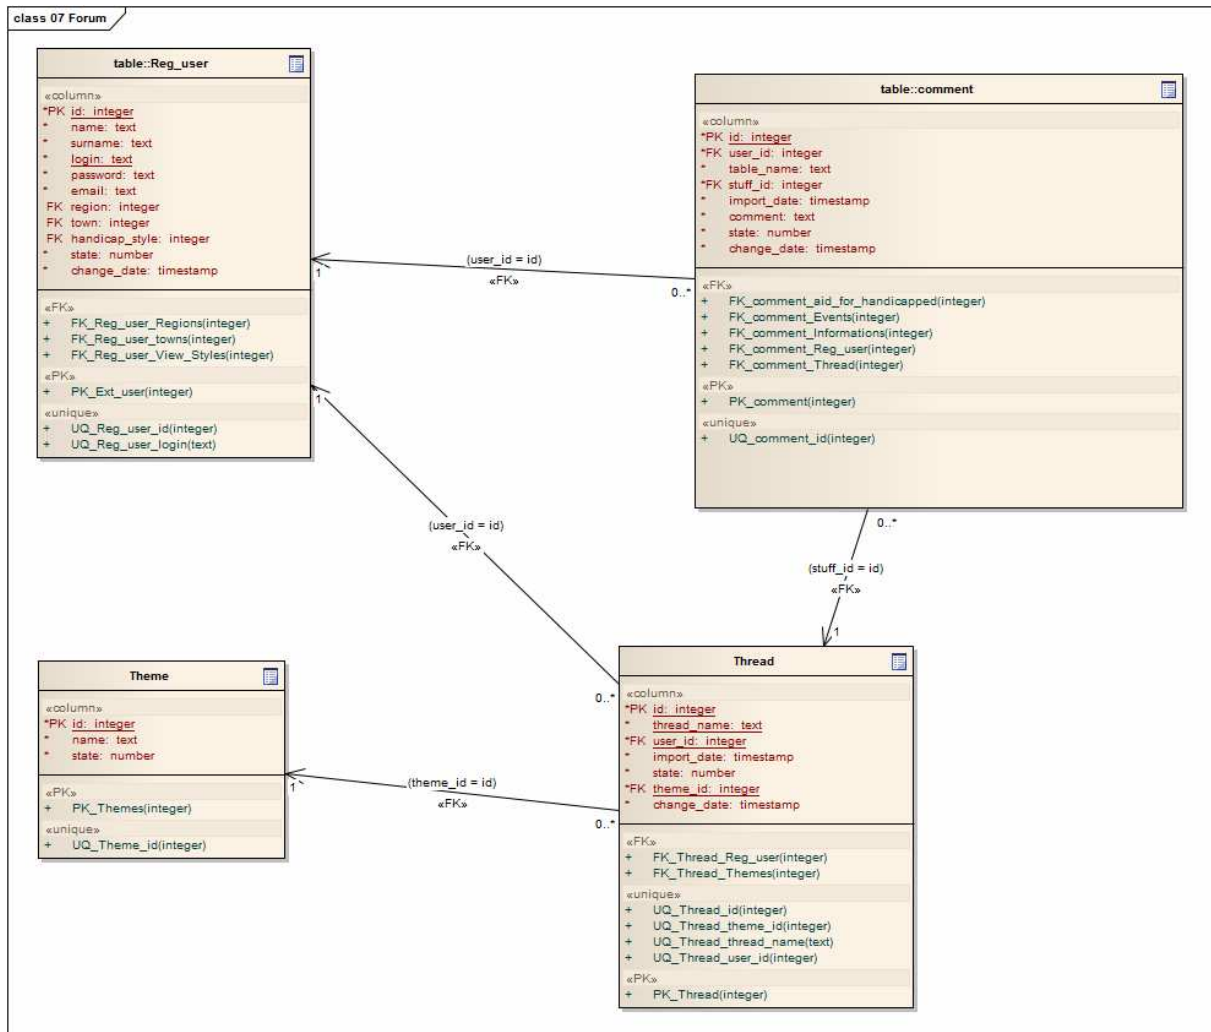 class 07 Forum
table::Reg_user
«column»
*PK id: integer
* name: text
* surname: text
* login: text
* password: text
* email: text
FK region: integer
FK town: integer
FK handicap_style: integer
* state: number
* change_date: timestamp
«FK»
+ FK_Reg_user_Regions(integer)
+ FK_Reg_user_towns(integer)
+ FK_Reg_user_View_Styles(integer)
«PK»
+ PK_Ext_user(integer)
«unique»
+ UQ_Reg_user_id(integer)
+ UQ_Reg_user_login(text)
table::comment
«column»
*PK id: integer
*FK user_id: integer
* table_name: text
*FK stuff_id: integer
* import_date: timestamp
* comment: text
* state: number
* change_date: timestamp
«FK»
+ FK_comment_aid_for_handicapped(integer)
+ FK_comment_Events(integer)
+ FK_comment_Informations(integer)
+ FK_comment_Reg_user(integer)
+ FK_comment_Thread(integer)
«PK»
+ PK_comment(integer)
«unique»
+ UQ_comment_id(integer)
(user_id = id)
«FK»
1
0..*
1
(user_id = id)
«FK»
0..*
0..*
(stuff_id = id)
«FK»
1
Theme
«column»
*PK id: integer
* name: text
* state: number
«PK»
+ PK_Themes(integer)
«unique»
+ UQ_Theme_id(integer)
(theme_id = id)
«FK»
1
0..*
Thread
«column»
*PK id: integer
* thread_name: text
*FK user_id: integer
* import_date: timestamp
* state: number
*FK theme_id: integer
* change_date: timestamp
«FK»
+ FK_Thread_Reg_user(integer)
+ FK_Thread_Themes(integer)
«unique»
+ UQ_Thread_id(integer)
+ UQ_Thread_theme_id(integer)
+ UQ_Thread_thread_name(text)
+ UQ_Thread_user_id(integer)
«PK»
+ PK_Thread(integer)